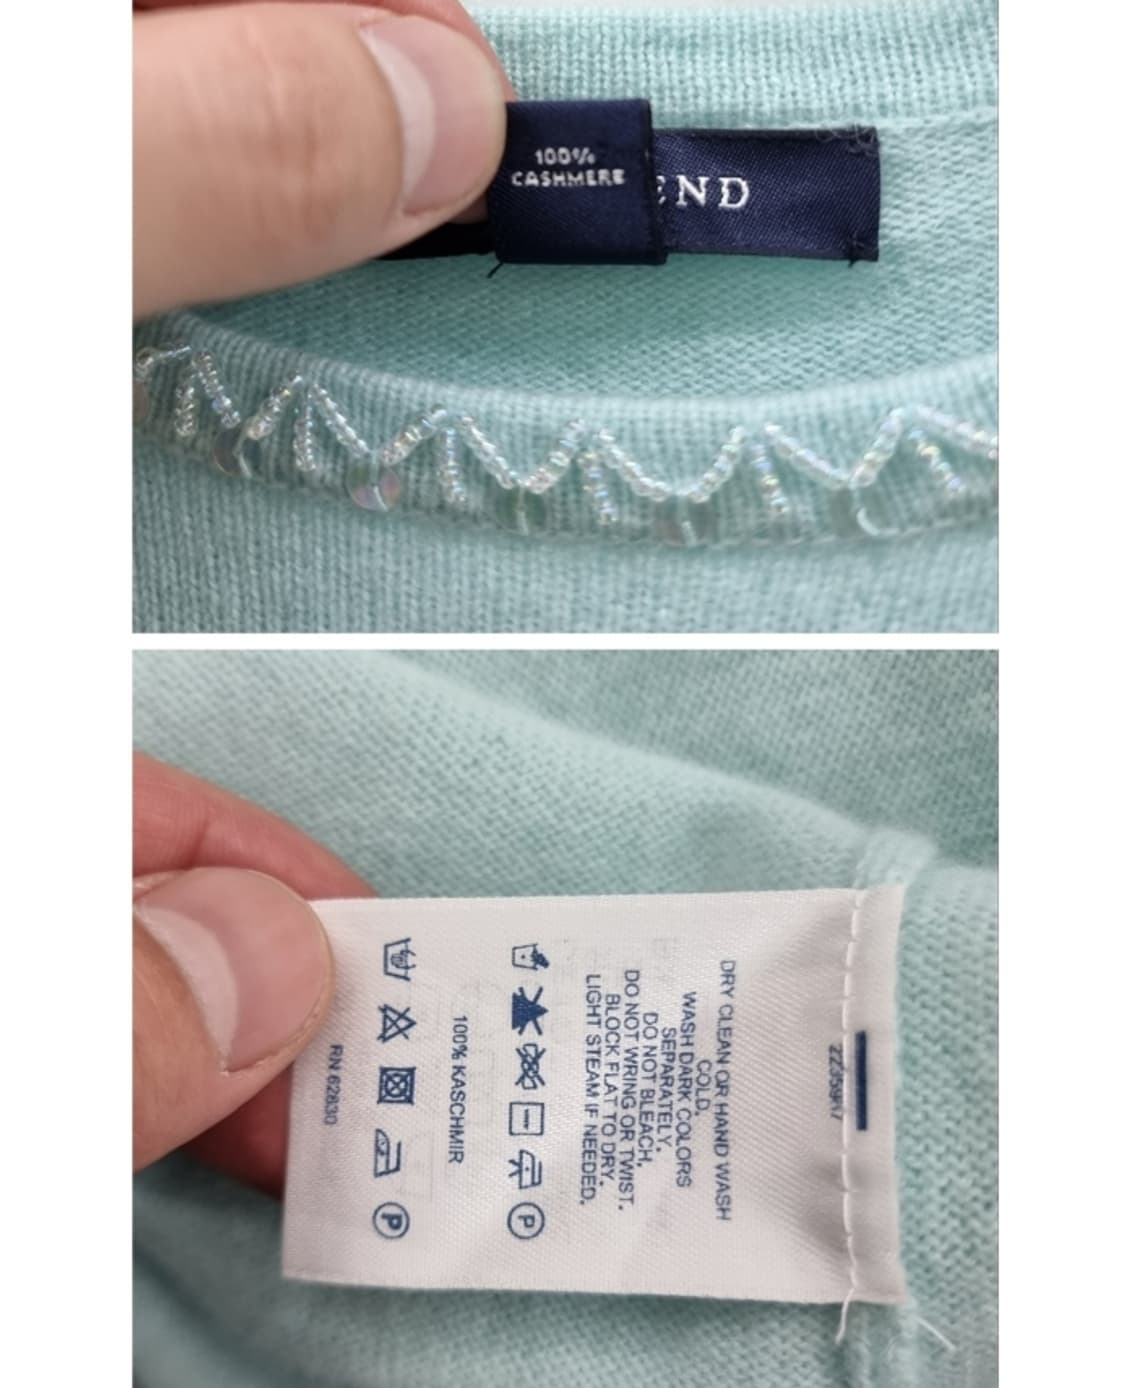 100%
CASHMERE
END
DRY CLEAN OR HAND WASH
COLD.
WASH DARK COLORS
SEPARATELY.
DO NOT BLEACH.
DO NOT WRING OR TWIST.
BLOCK FLAT TO DRY.
LIGHT STEAM IF NEEDED.
P
100% KASCHMIR
P
RN 62830